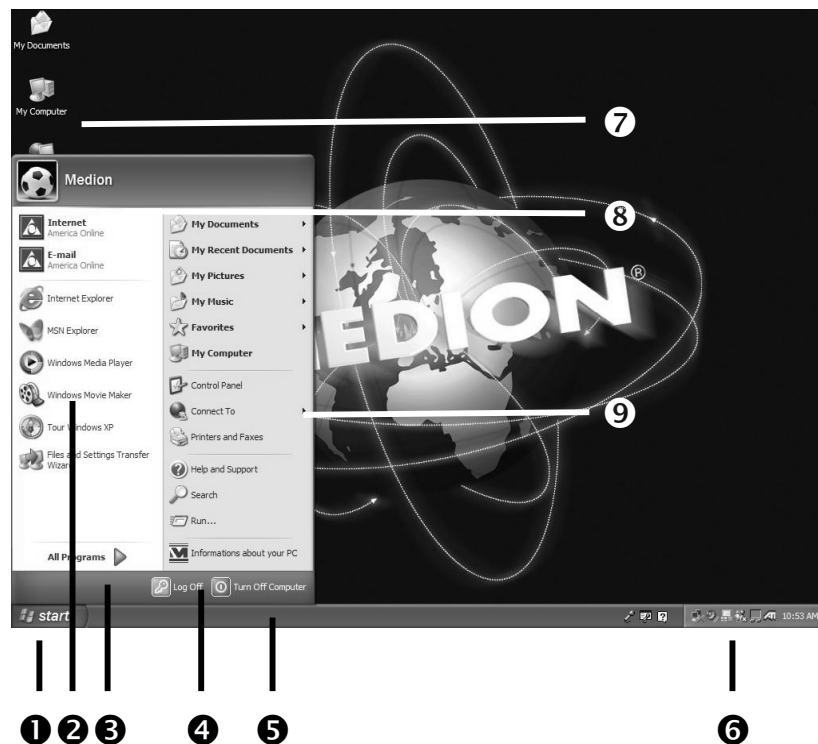 My Documents
My Computer
❼
Medion
Internet
America Online
E-mail
America Online
Internet Explorer
MSN Explorer
Windows Media Player
Windows Movie Maker
Tour Windows XP
Files and Settings Transfer
Wizard
All Programs
My Documents
❽
My Recent Documents
My Pictures
My Music
Favorites
My Computer
Control Panel
Connect To
❾
Printers and Faxes
Help and Support
Search
Run...
Informations about your PC
MEDION®
Log Off
Turn Off Computer
start
10:53 AM
❶ ❷ ❸ ❹ ❺ ❻